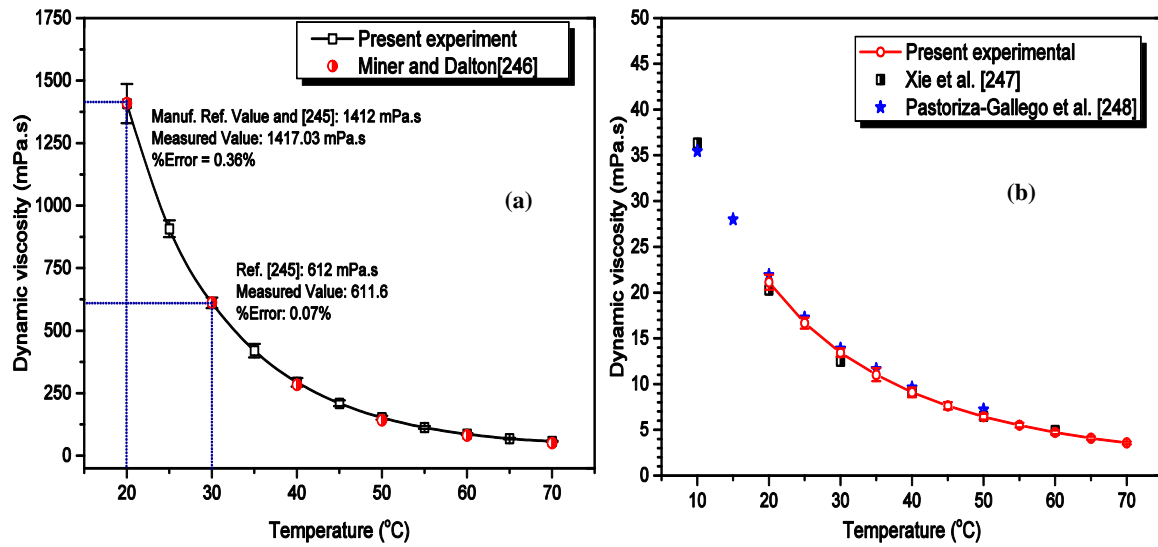 Dynamic viscosity (mPa.s)
1750
1500
1250
1000
750
500
250
0
Present experiment
Miner and Dalton[246]
Manuf. Ref. Value and [245]: 1412 mPa.s
Measured Value: 1417.03 mPa.s
%Error = 0.36%
(a)
Ref. [245]: 612 mPa.s
Measured Value: 611.6
%Error: 0.07%
20 30 40 50 60 70
Temperature (°C)
Dynamic viscosity (mPa.s)
50
45
40
35
30
25
20
15
10
5
0
Present experimental
Xie et al. [247]
Pastoriza-Gallego et al. [248]
(b)
10 20 30 40 50 60 70
Temperature (°C)